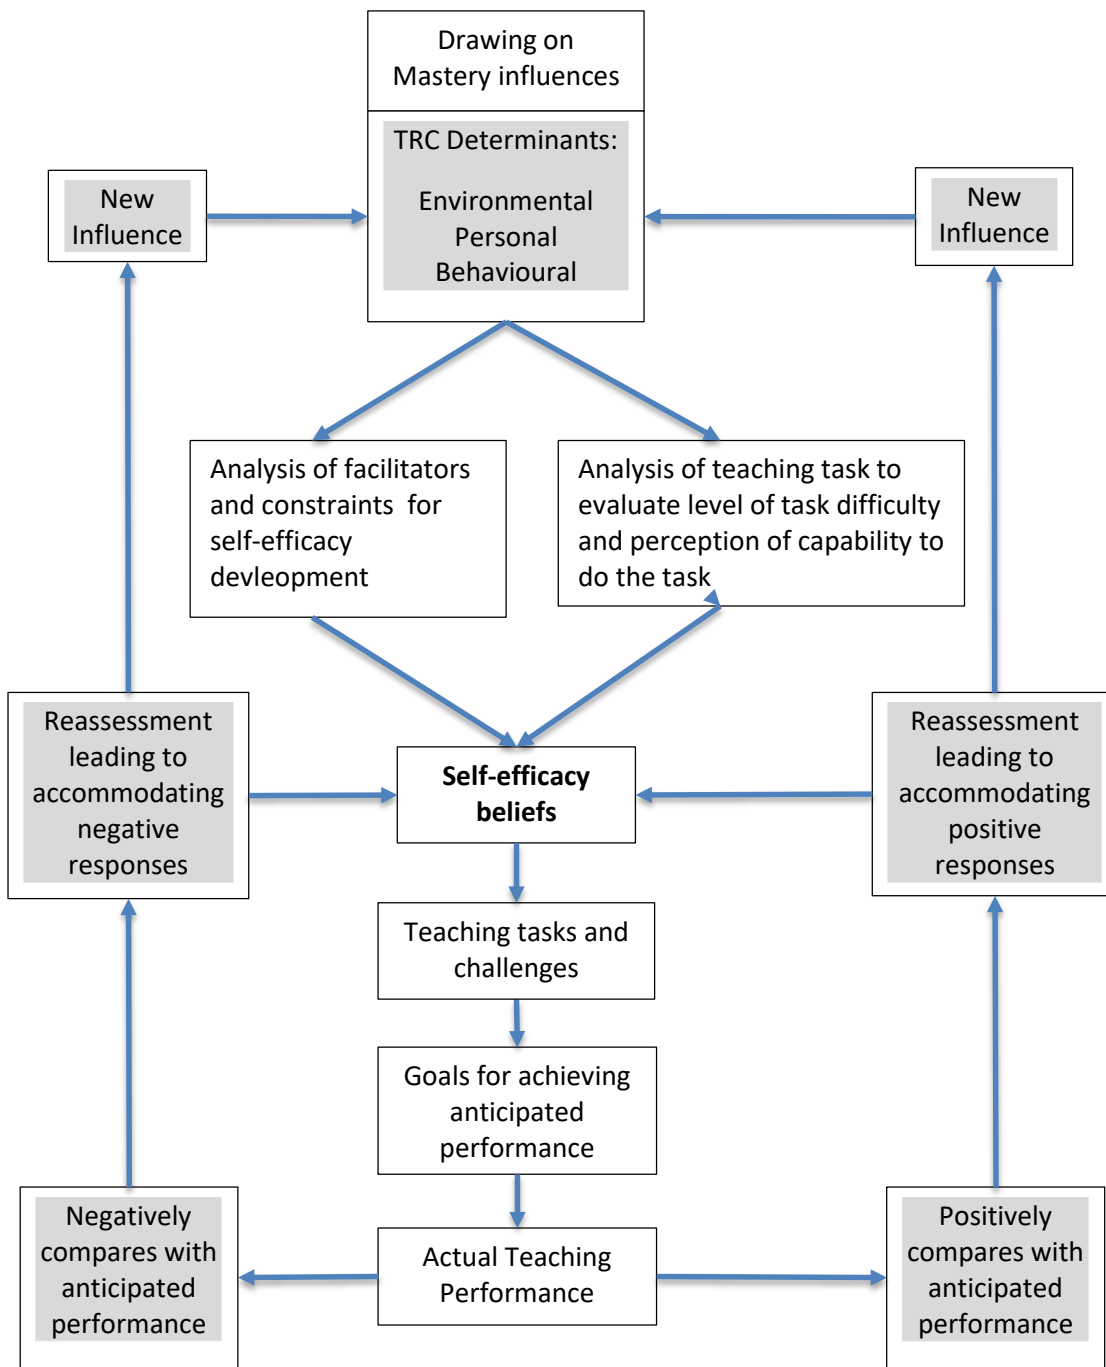 Drawing on
Mastery influences
TRC Determinants:
Environmental
Personal
Behavioural
New
Influence
New
Influence
Analysis of facilitators
and constraints  for
self-efficacy
devleopment
Analysis of teaching task to
evaluate level of task difficulty
and perception of capability to
do the task
Reassessment
leading to
accommodating
negative
responses
Self-efficacy
beliefs
Reassessment
leading to
accommodating
positive
responses
Teaching tasks and
challenges
Goals for achieving
anticipated
performance
Negatively
compares with
anticipated
performance
Actual Teaching
Performance
Positively
compares with
anticipated
performance